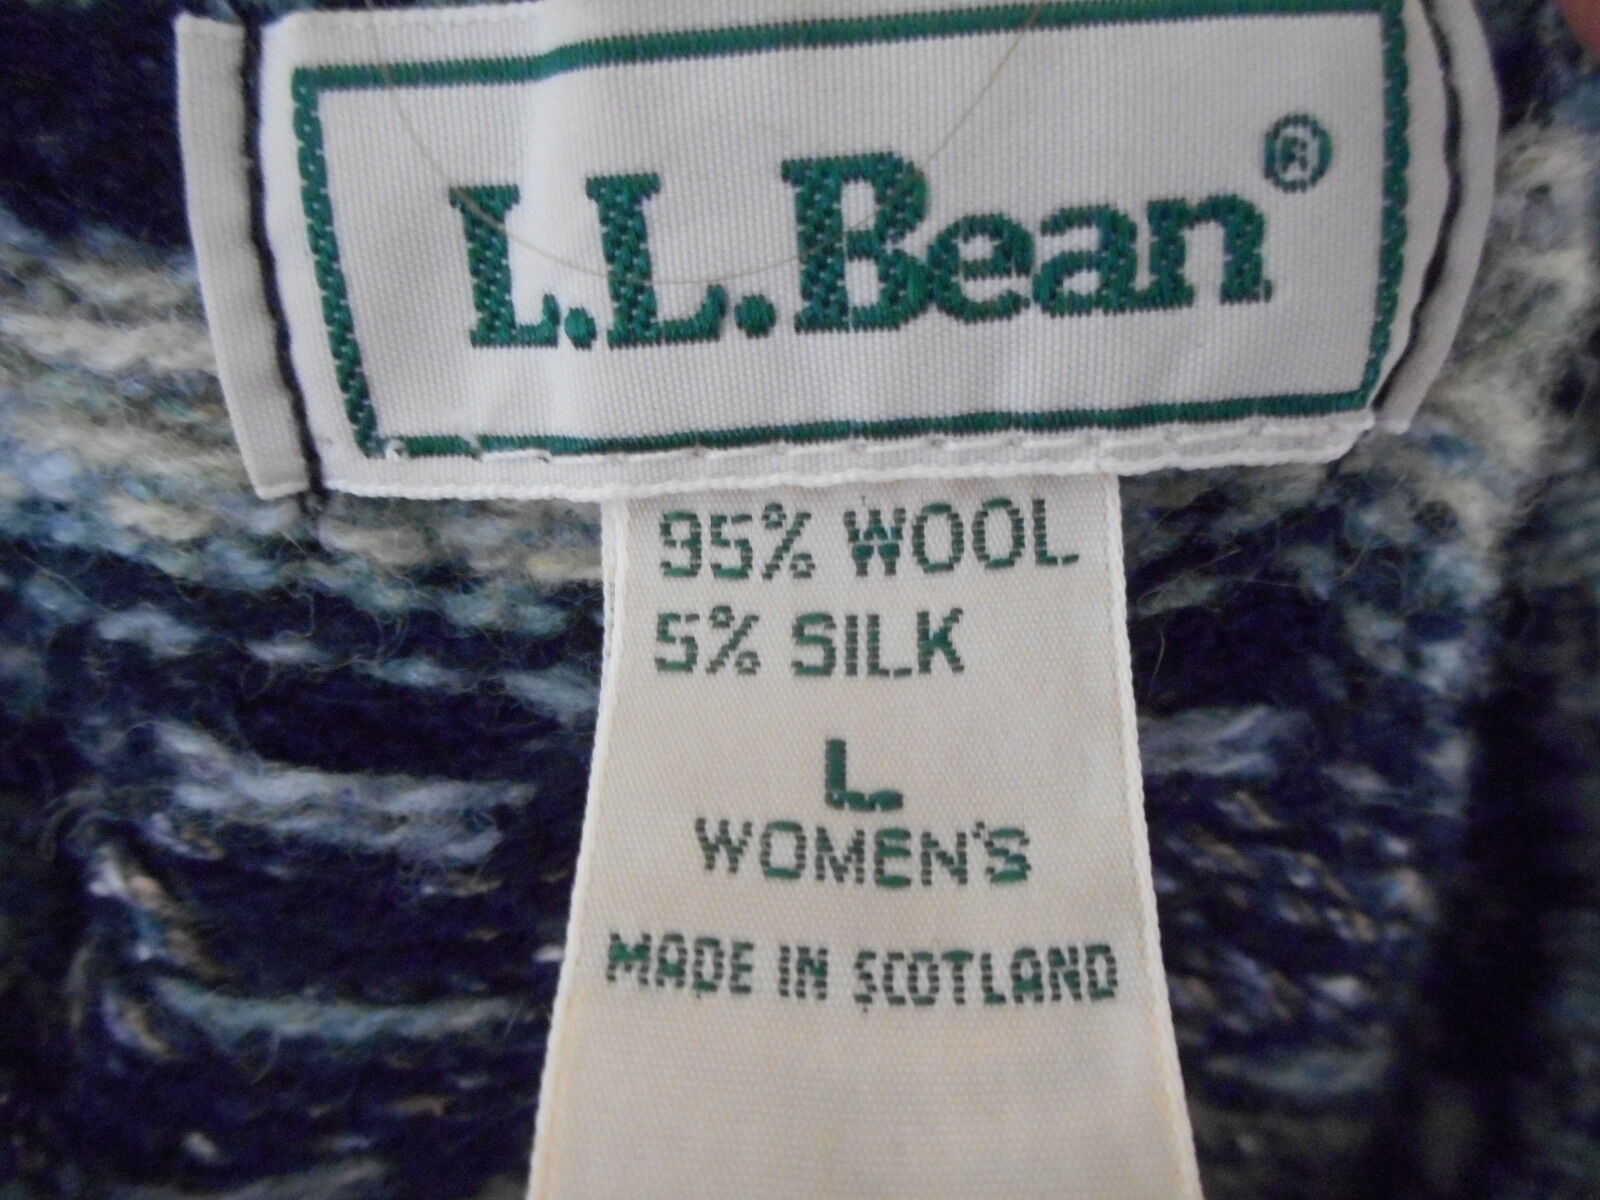 L.L.Bean®
95% WOOL
5% SILK
L
WOMEN'S
MADE IN SCOTLAND